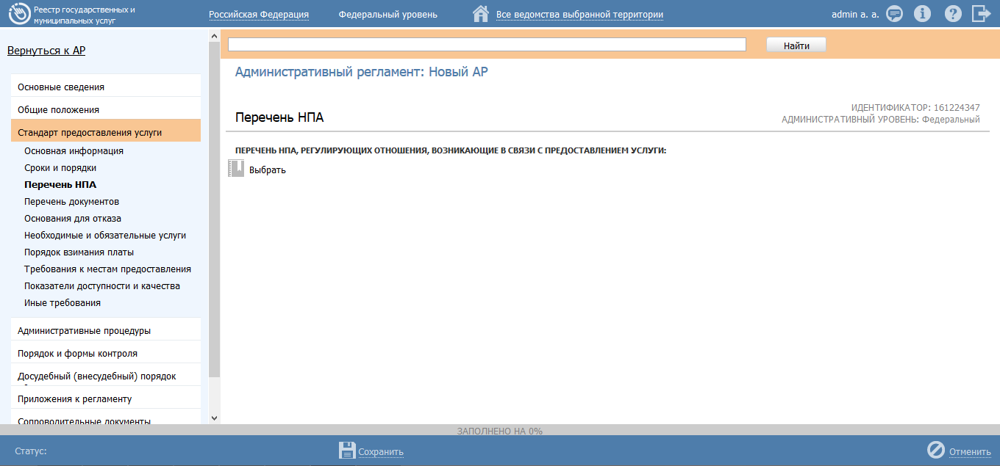 Реестр государственных и
муниципальных услуг
Российская Федерация
Федеральный уровень
Все ведомства выбранной территории
admin a. a.
Вернуться к АР
Найти
Основные сведения
Общие положения
Стандарт предоставления услуги
Основная информация
Сроки и порядки
Перечень НПА
Перечень документов
Основания для отказа
Необходимые и обязательные услуги
Порядок взимания платы
Требования к местам предоставления
Показатели доступности и качества
Иные требования
Административные процедуры
Порядок и формы контроля
Досудебный (внесудебный) порядок
Приложения к регламенту
Сопроводительные документы
Административный регламент: Новый АР
Перечень НПА
ИДЕНТИФИКАТОР: 161224347
АДМИНИСТРАТИВНЫЙ УРОВЕНЬ: Федеральный
ПЕРЕЧЕНЬ НПА, РЕГУЛИРУЮЩИХ ОТНОШЕНИЯ, ВОЗНИКАЮЩИЕ В СВЯЗИ С ПРЕДОСТАВЛЕНИЕМ УСЛУГИ:
Выбрать
ЗАПОЛНЕНО НА 0%
Статус:
Сохранить
Отменить